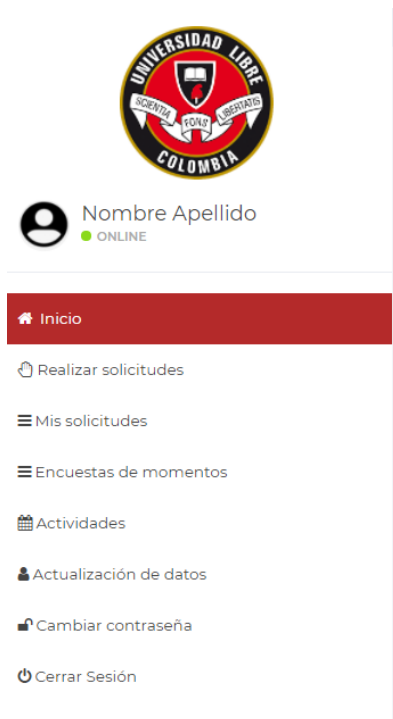 UNIVERSIDAD LIBRE
SCIENTIA FONS LIBERTATIS
COLOMBIA
Nombre Apellido
ONLINE
Inicio
Realizar solicitudes
Mis solicitudes
Encuestas de momentos
Actividades
Actualización de datos
Cambiar contraseña
Cerrar Sesión